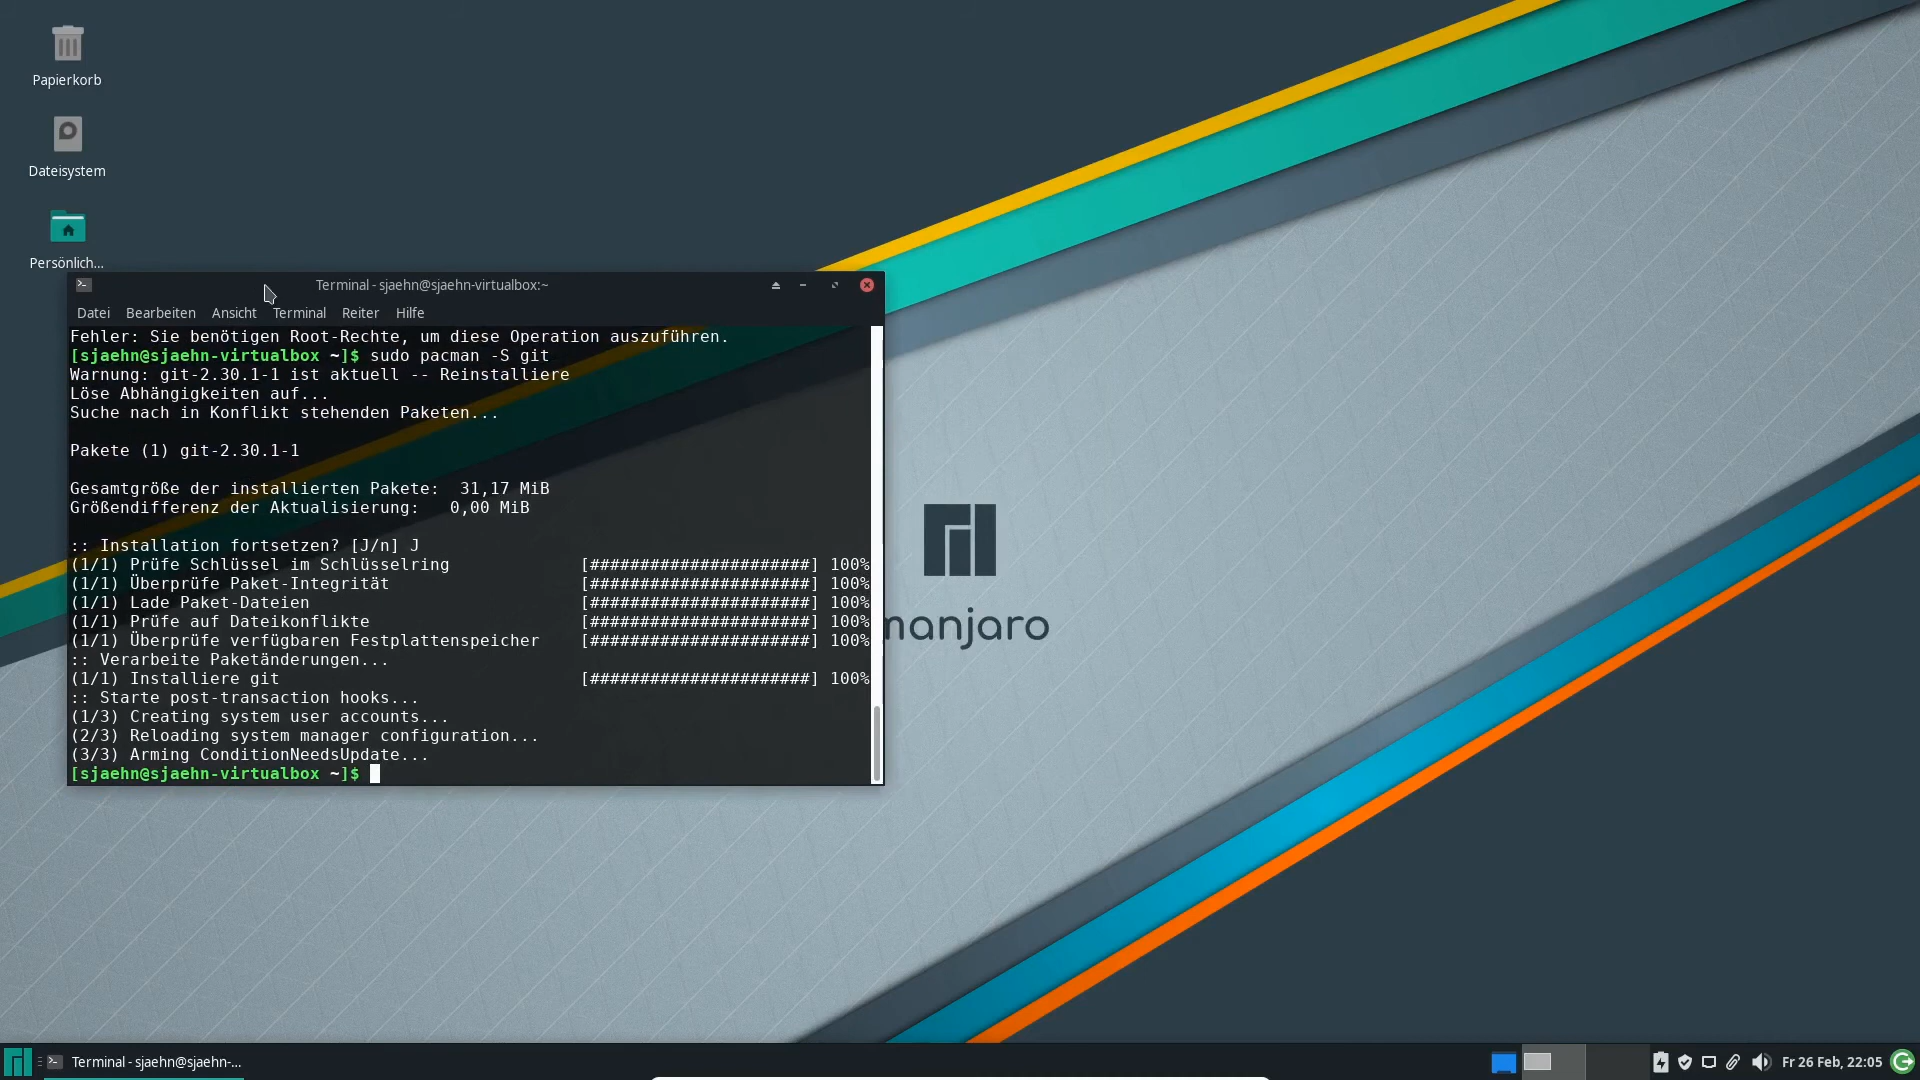 Papierkorb
Dateisystem
Persönlich...
Terminal - sjaehn@sjaehn-virtualbox:~
Datei Bearbeiten Ansicht Terminal Reiter Hilfe
Fehler: Sie benötigen Root-Rechte, um diese Operation auszuführen.
[sjaehn@sjaehn-virtualbox ~]$ sudo pacman -S git
Warnung: git-2.30.1-1 ist aktuell -- Reinstalliere
Löse Abhängigkeiten auf...
Suche nach in Konflikt stehenden Paketen...
Pakete (1) git-2.30.1-1
Gesamtgröße der installierten Pakete:  31,17 MiB
Größendifferenz der Aktualisierung:   0,00 MiB
:: Installation fortsetzen? [J/n] J
(1/1) Prüfe Schlüssel im Schlüsselring [######################] 100%
(1/1) Überprüfe Paket-Integrität [######################] 100%
(1/1) Lade Paket-Dateien [######################] 100%
(1/1) Prüfe auf Dateikonflikte [######################] 100%
(1/1) Überprüfe verfügbaren Festplattenspeicher [######################] 100%
:: Verarbeite Paketänderungen...
(1/1) Installiere git [######################] 100%
:: Starte post-transaction hooks...
(1/3) Creating system user accounts...
(2/3) Reloading system manager configuration...
(3/3) Arming ConditionNeedsUpdate...
[sjaehn@sjaehn-virtualbox ~]$
manjaro
Terminal - sjaehn@sjaehn-...
Fr 26 Feb, 22:05